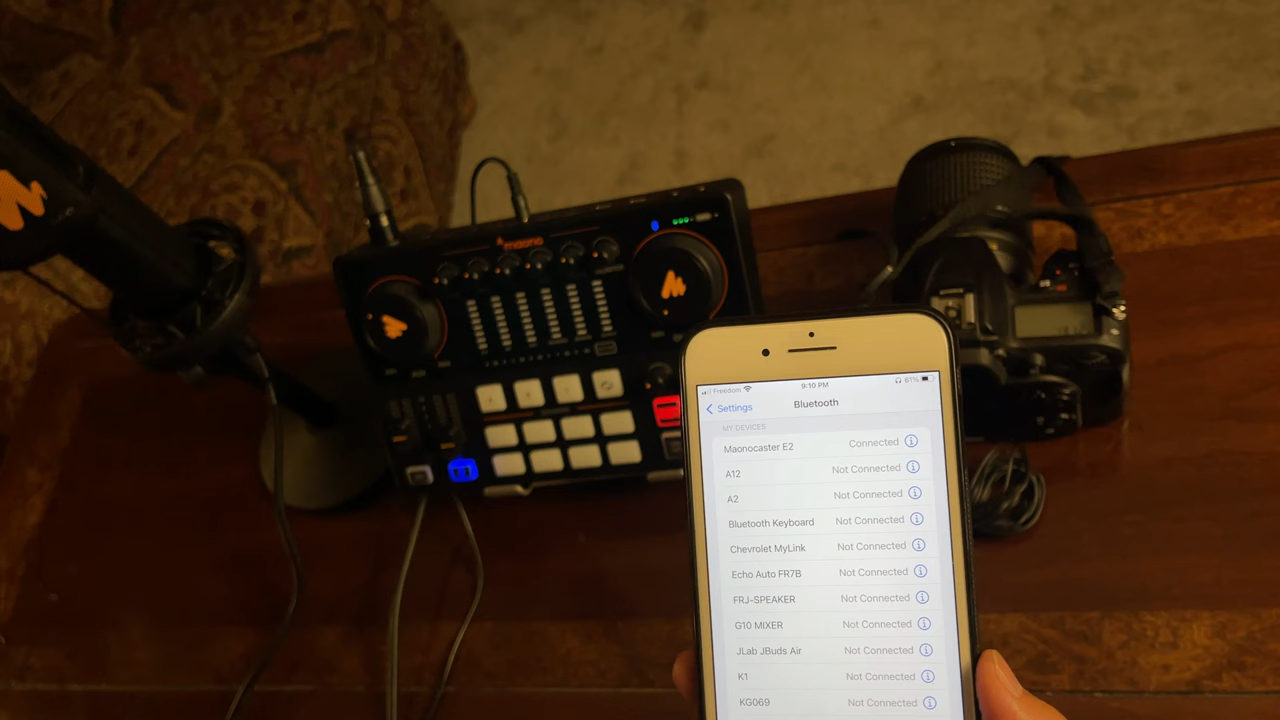 maono
Freedom 9:10 PM 61%
Settings Bluetooth
MY DEVICES
Maonocaster E2 Connected
A12 Not Connected
A2 Not Connected
Bluetooth Keyboard Not Connected
Chevrolet MyLink Not Connected
Echo Auto FR7B Not Connected
FRJ-SPEAKER Not Connected
G10 MIXER Not Connected
JLab JBuds Air Not Connected
K1 Not Connected
KG069 Not Connected